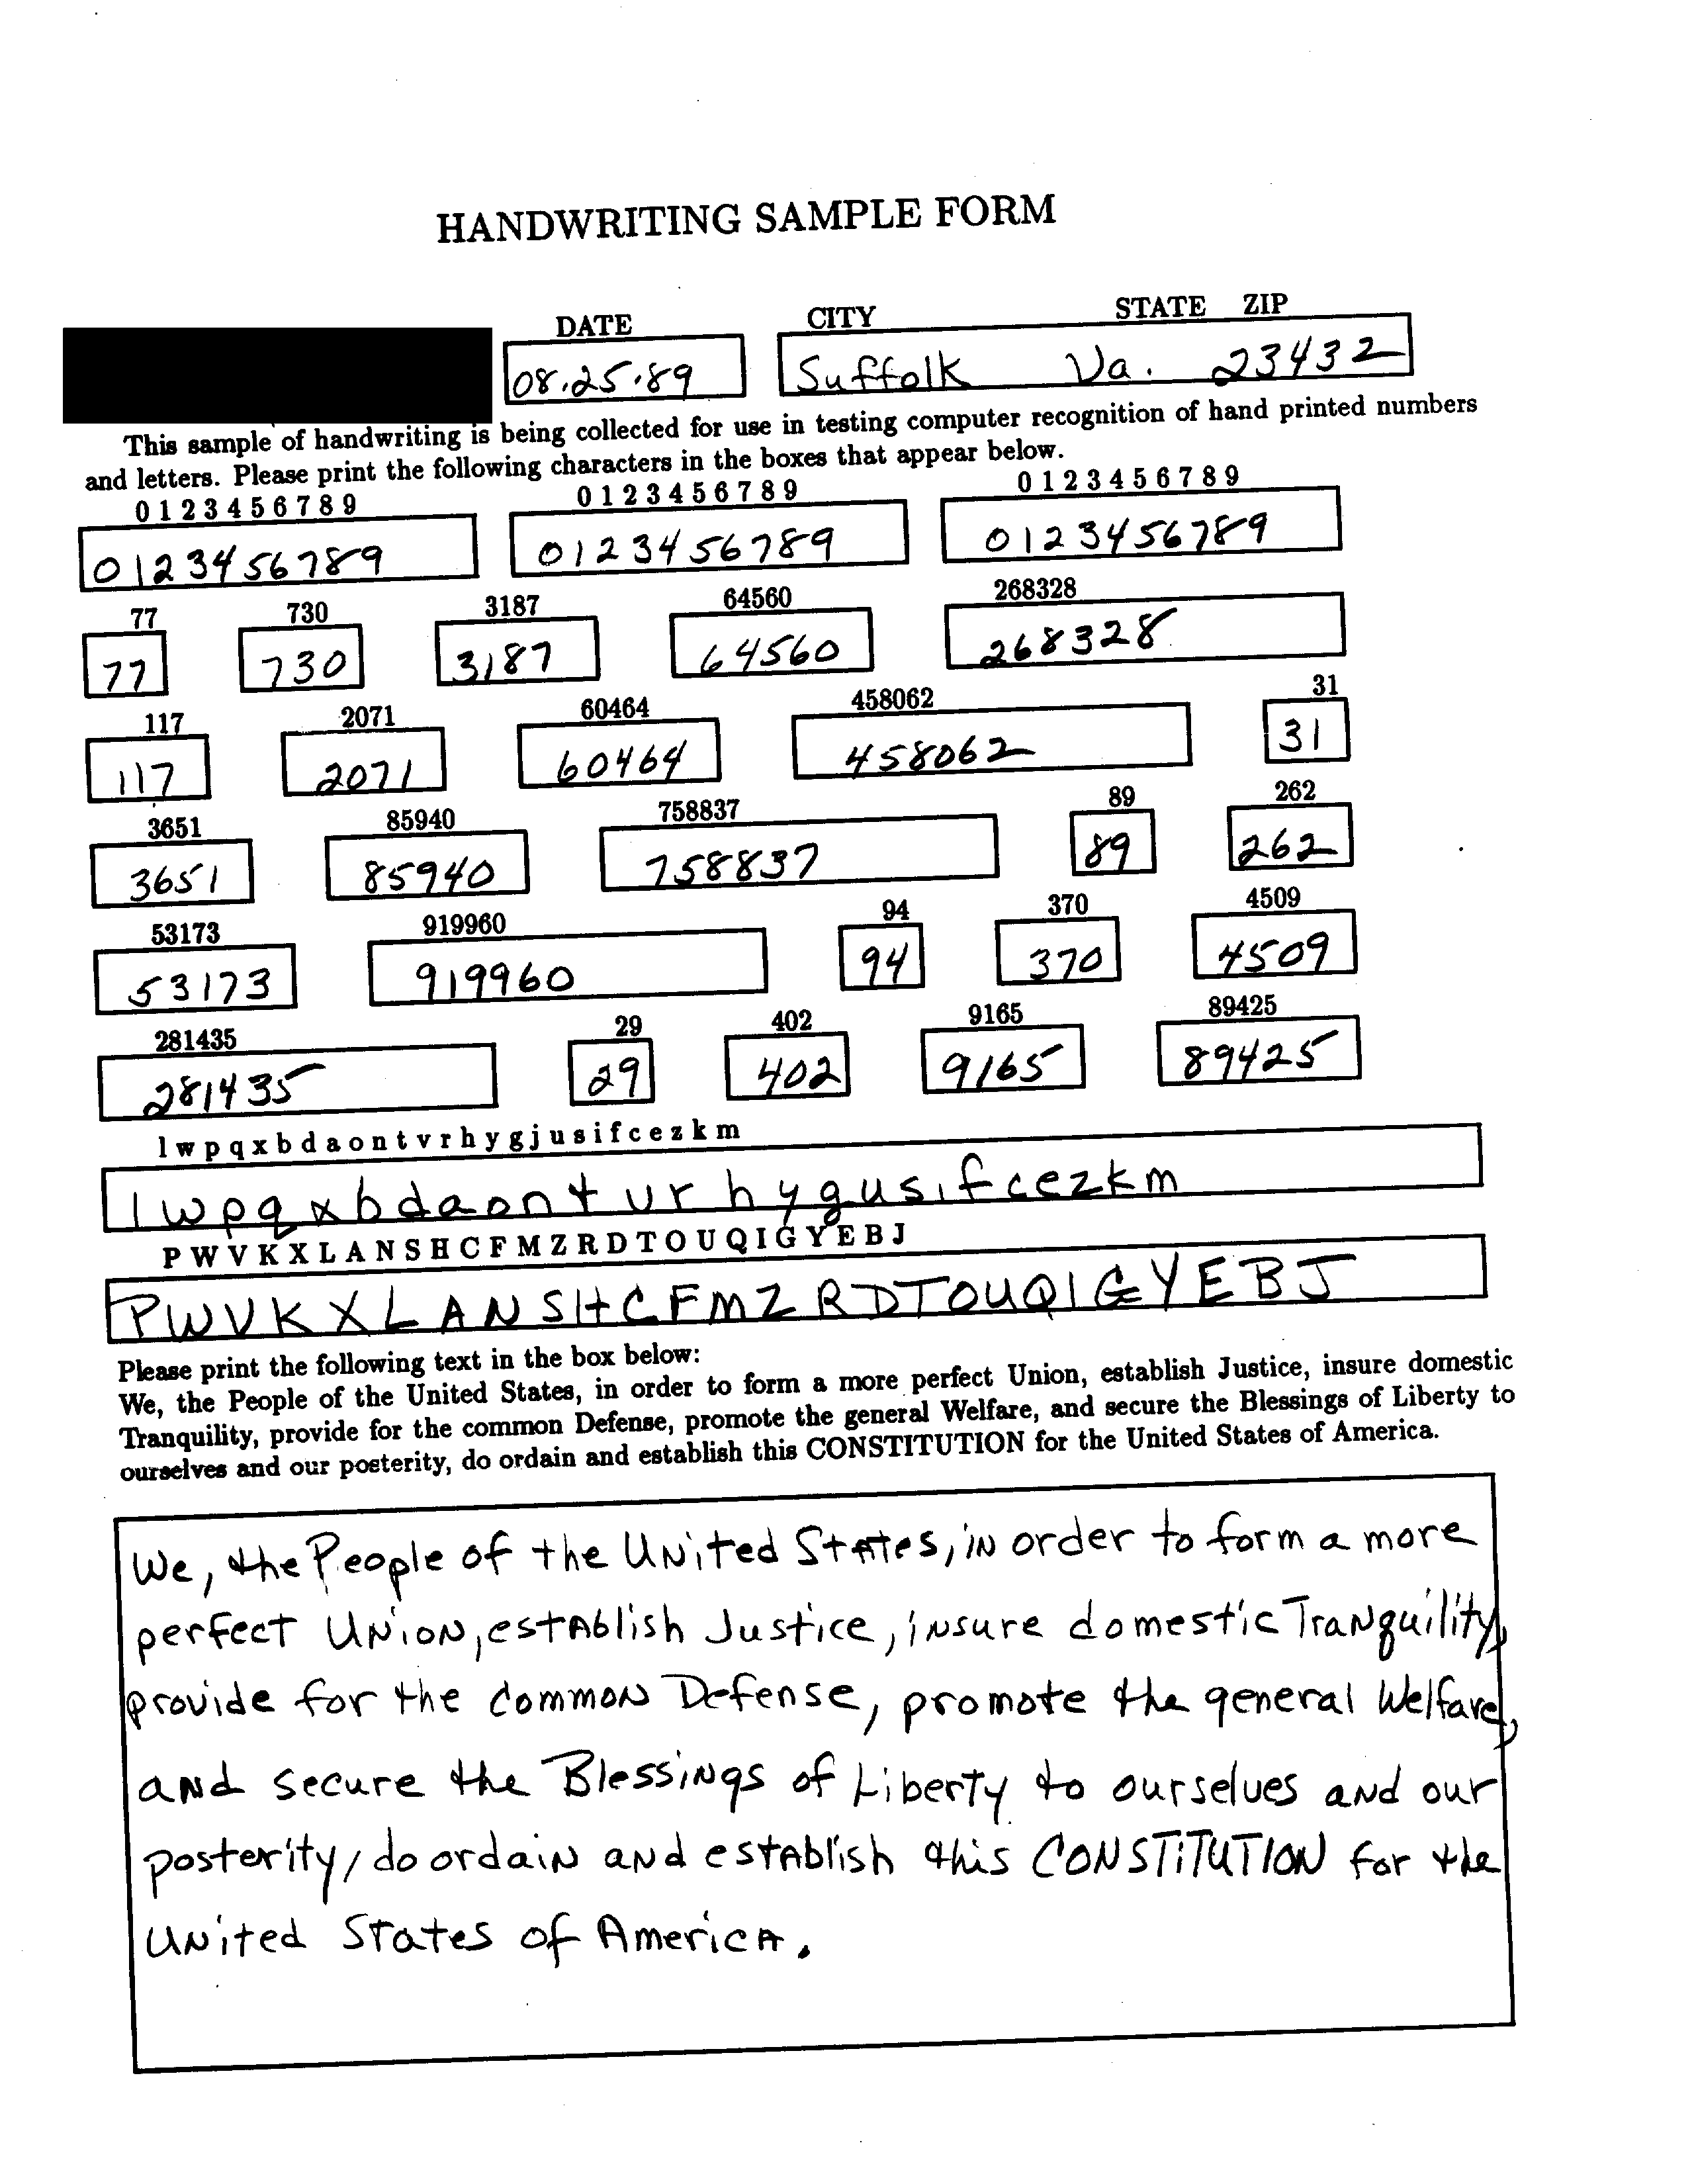 HANDWRITING SAMPLE FORM
DATE CITY STATE ZIP
08.25.89 Suffolk Va. 23432
This sample of handwriting is being collected for use in testing computer recognition of hand printed numbers
and letters. Please print the following characters in the boxes that appear below.
0 1 2 3 4 5 6 7 8 9 0 1 2 3 4 5 6 7 8 9 0 1 2 3 4 5 6 7 8 9
0123456789 0123456789 0123456789
77 730 3187 64560 268328
77 730 3187 64560 268328
117 2071 60464 458062 31
117 2071 60464 458062 31
3651 85940 758837 89 262
3651 85940 758837 89 262
53173 919960 94 370 4509
53173 919960 94 370 4509
281435 29 402 9165 89425
281435 29 402 9165 89425
l w p q x b d a o n t v r h y g j u s i f c e z k m
l w p q x b d a o n t v r h y g u s i f c e z k m
P W V K X L A N S H C F M Z R D T O U Q I G Y E B J
P W V K X L A N S H C F M Z R D T O U Q I G Y E B J
Please print the following text in the box below:
We, the People of the United States, in order to form a more perfect Union, establish Justice, insure domestic
Tranquility, provide for the common Defense, promote the general Welfare, and secure the Blessings of Liberty to
ourselves and our posterity, do ordain and establish this CONSTITUTION for the United States of America.
We, the People of the United States, in order to form a more
perfect Union, establish Justice, insure domestic Tranquility,
provide for the common Defense, promote the general Welfare,
and secure the Blessings of Liberty to ourselves and our
posterity, do ordain and establish this CONSTITUTION for the
United States of America.